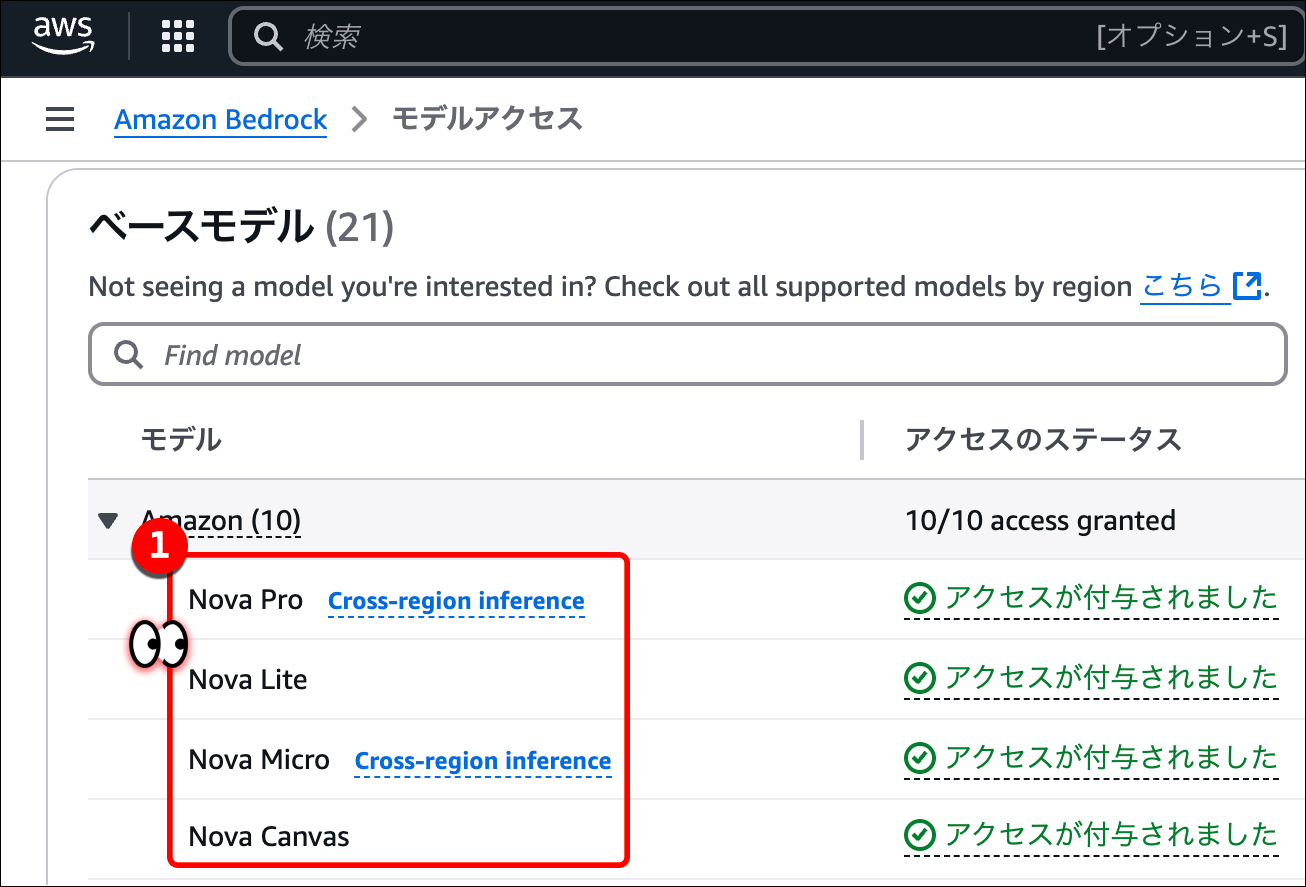 aws
検索 [オプション+S]
Amazon Bedrock モデルアクセス
ベースモデル (21)
Not seeing a model you're interested in? Check out all supported models by region こちら.
Find model
モデル アクセスのステータス
Amazon (10) 10/10 access granted
1
Nova Pro Cross-region inference アクセスが付与されました
Nova Lite アクセスが付与されました
Nova Micro Cross-region inference アクセスが付与されました
Nova Canvas アクセスが付与されました